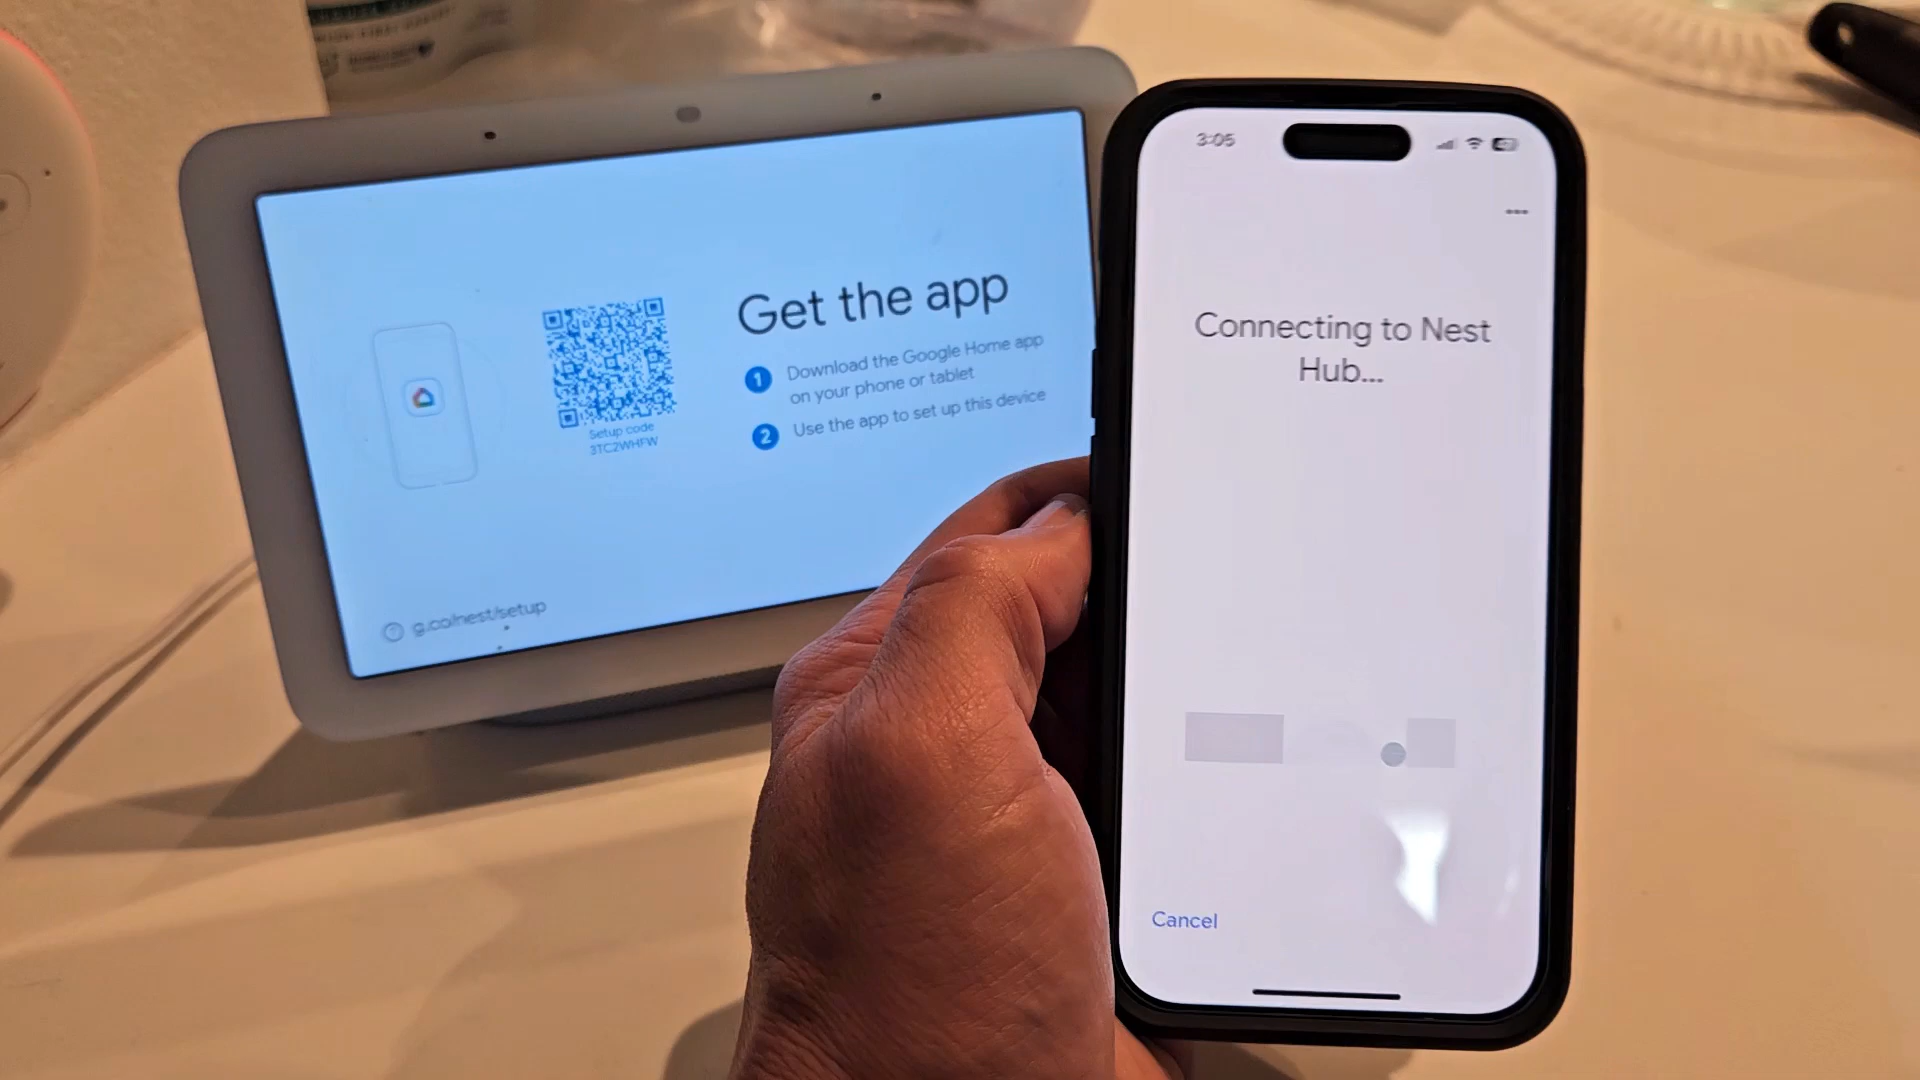 Get the app
1 Download the Google Home app
on your phone or tablet
2 Use the app to set up this device
Setup code
3TC2WHFW
g.co/nest/setup
3:05
Connecting to Nest
Hub...
Cancel